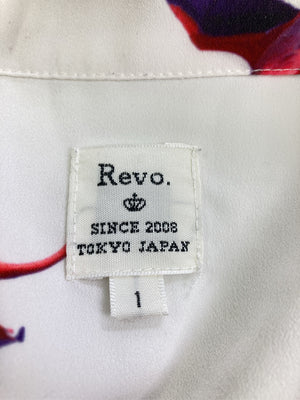 Revo.
SINCE 2008
TOKYO JAPAN
1